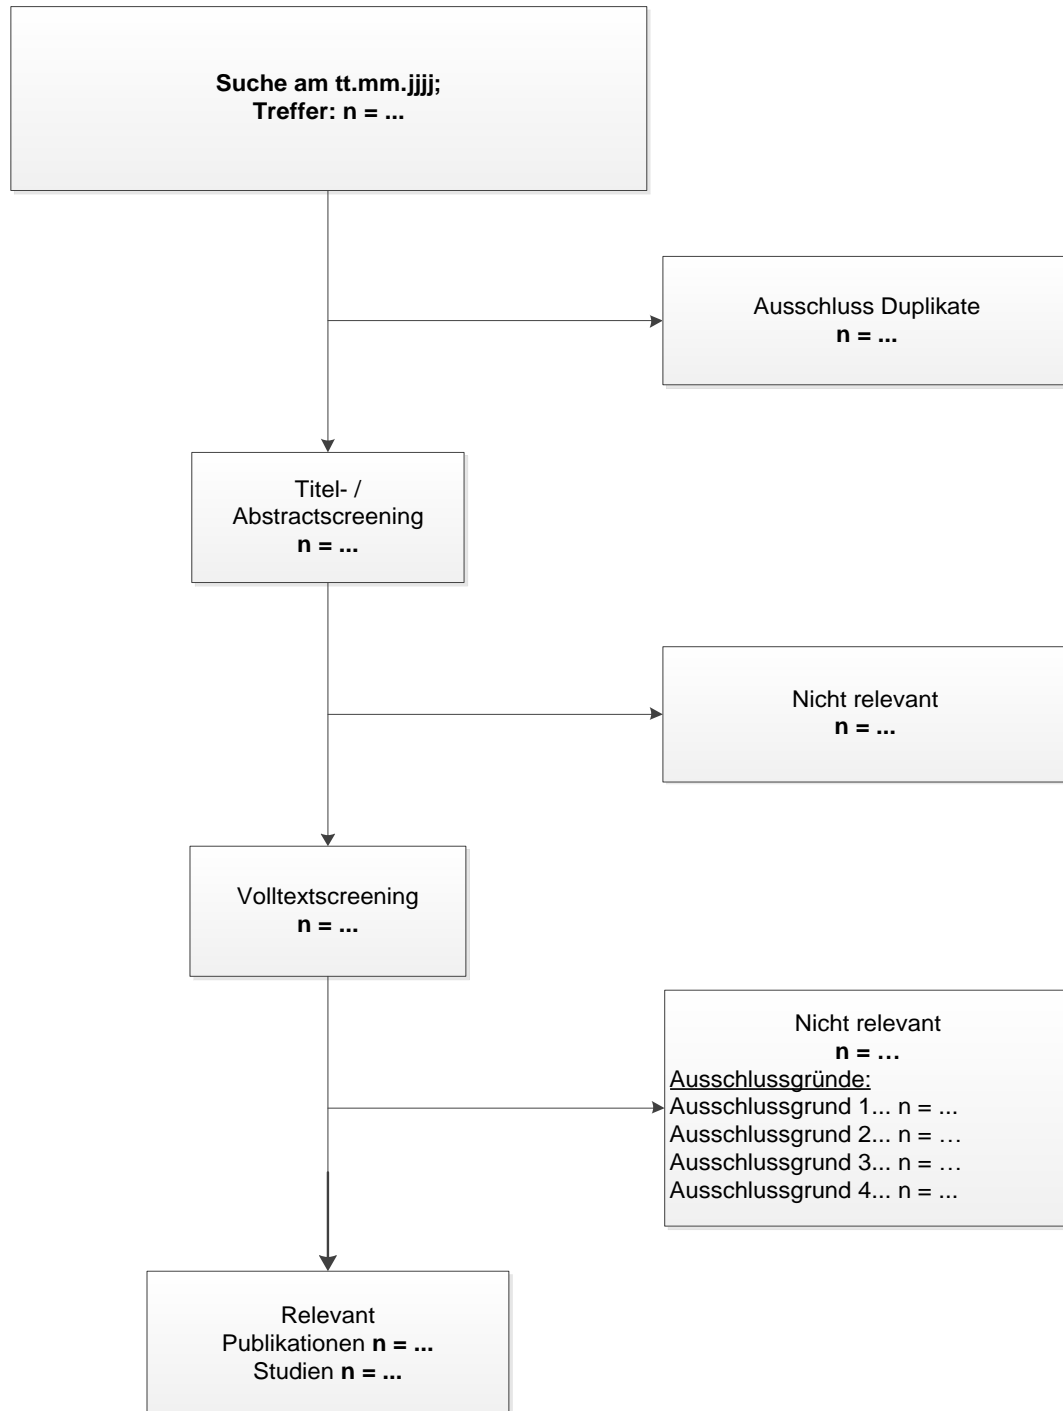 Suche am tt.mm.jjjj;
Treffer: n = ...
Ausschluss Duplikate
n = ...
Titel- /
Abstractscreening
n = ...
Nicht relevant
n = ...
Volltextscreening
n = ...
Nicht relevant
n = …
Ausschlussgründe:
Ausschlussgrund 1... n = ...
Ausschlussgrund 2... n = …
Ausschlussgrund 3... n = …
Ausschlussgrund 4... n = ...
Relevant
Publikationen n = ...
Studien n = ...